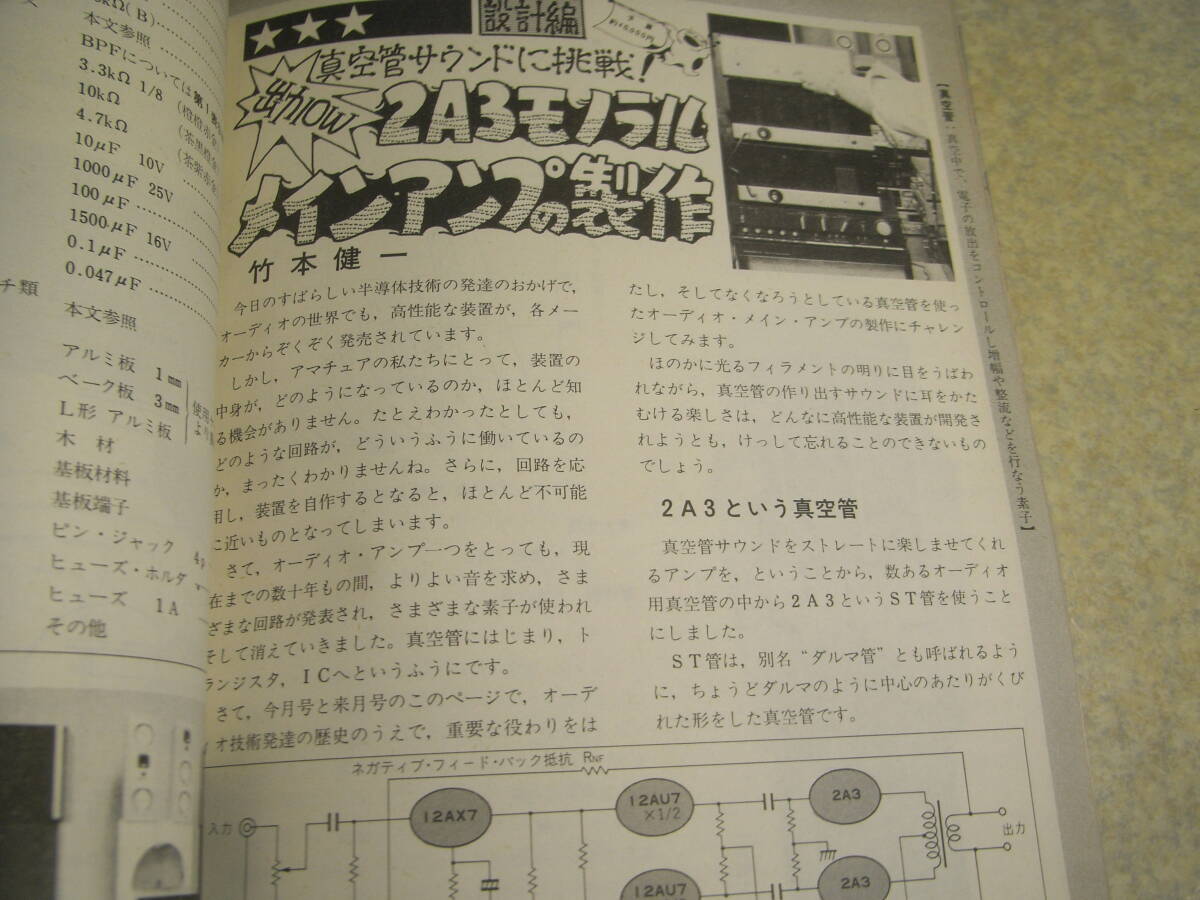 kΩ(B)
本文参照
BPFについては第1
3.3kΩ 1/8
10kΩ
4.7kΩ
10μF 10V
1000μF 25V
100μF
1500μF 16V
0.1μF
0.047μF
チ類
本文参照
アルミ板 1mm
ベーク板 3mm
L形 アルミ板
木 材
基板材料
基板端子
ピン・ジャック
ヒューズ・ホルダ
ヒューズ 1A
その他
設計編
真空管サウンドに挑戦!
出力10W
2A3モノラル
メインアンプの製作
竹本健一
今日のすばらしい半導体技術の発達のおかげで,
オーディオの世界でも,高性能な装置が,各メー
カーからぞくぞく発売されています。
しかし,アマチュアの私たちにとって,装置の
中身が,どのようになっているのか,ほとんど知
る機会がありません。たとえわかったとしても,
どのような回路が,どういうふうに働いているの
か,まったくわかりませんね。さらに,回路を応
用し,装置を自作するとなると,ほとんど不可能
に近いものとなってしまいます。
さて,オーディオ・アンプ一つをとっても,現
在までの数十年もの間,よりよい音を求め,さま
ざまな回路が発表され,さまざまな素子が使われ
そして消えていきました。真空管にはじまり,ト
ランジスタ,ICへというふうにです。
さて,今月号と来月号のこのページで,オーデ
ィオ技術発達の歴史のうえで,重要な役わりをは
たし,そしてなくなろうとしている真空管を使っ
たオーディオ・メイン・アンプの製作にチャレン
ジしてみます。
ほのかに光るフィラメントの明りに目をうばわ
れながら,真空管の作り出すサウンドに耳をかた
むける楽しさは,どんなに高性能な装置が開発さ
れようとも,けっして忘れることのできないもの
でしょう。
2A3という真空管
真空管サウンドをストレートに楽しませてくれ
るアンプを,ということから,数あるオーディオ
用真空管の中から2A3というST管を使うこと
にしました。
ST管は,別名“ダルマ管”とも呼ばれるよう
に,ちょうどダルマのように中心のあたりがくび
れた形をした真空管です。
【真空管:真空中で,電子の放出をコントロールし増幅や整流などを行なう素子】
ネガティブ・フィード・バック抵抗 RNF
入力
12AX7
12AU7
×1/2
2A3
出力
12AU7
2A3